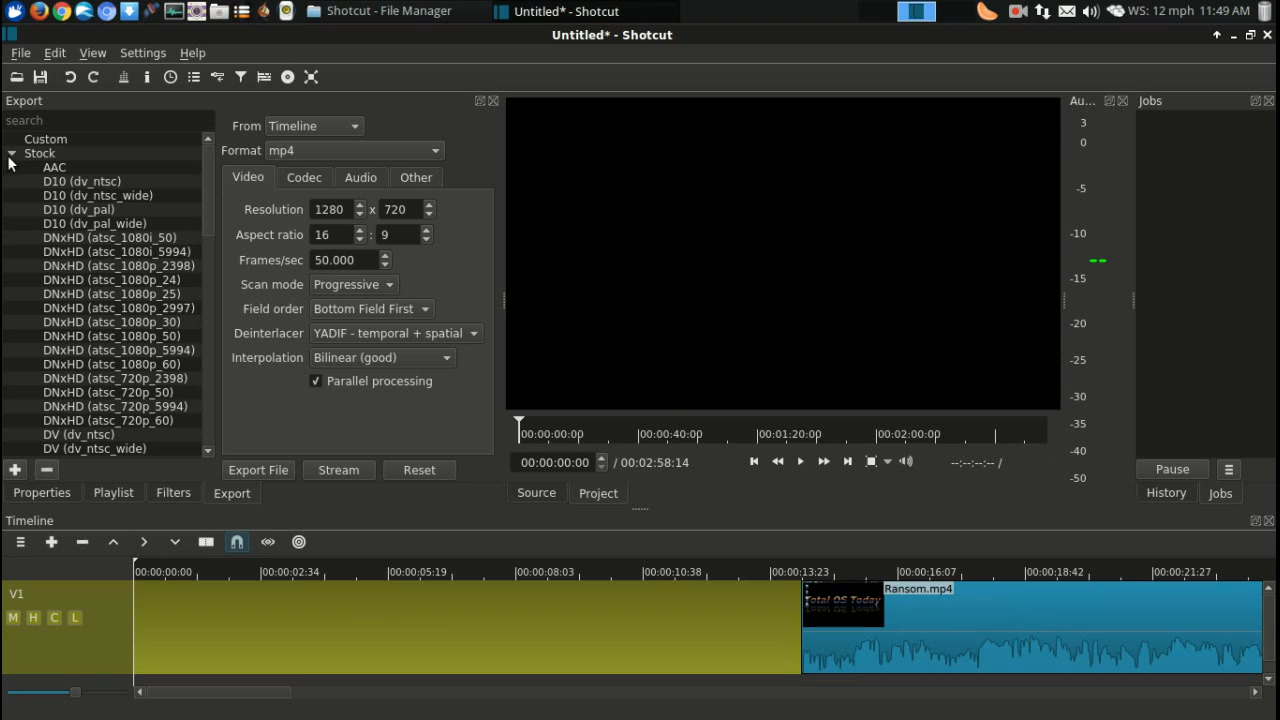 Shotcut - File Manager
Untitled* - Shotcut
WS: 12 mph
11:49 AM
Untitled* - Shotcut
File Edit View Settings Help
Export
search
Custom
Stock
AAC
D10 (dv_ntsc)
D10 (dv_ntsc_wide)
D10 (dv_pal)
D10 (dv_pal_wide)
DNxHD (atsc_1080i_50)
DNxHD (atsc_1080i_5994)
DNxHD (atsc_1080p_2398)
DNxHD (atsc_1080p_24)
DNxHD (atsc_1080p_25)
DNxHD (atsc_1080p_2997)
DNxHD (atsc_1080p_30)
DNxHD (atsc_1080p_50)
DNxHD (atsc_1080p_5994)
DNxHD (atsc_1080p_60)
DNxHD (atsc_720p_2398)
DNxHD (atsc_720p_50)
DNxHD (atsc_720p_5994)
DNxHD (atsc_720p_60)
DV (dv_ntsc)
DV (dv_ntsc_wide)
From Timeline
Format mp4
Video Codec Audio Other
Resolution 1280 x 720
Aspect ratio 16 : 9
Frames/sec 50.000
Scan mode Progressive
Field order Bottom Field First
Deinterlacer YADIF - temporal + spatial
Interpolation Bilinear (good)
Parallel processing
Export File Stream Reset
Properties Playlist Filters Export
00:00:00:00 00:00:40:00 00:01:20:00 00:02:00:00
00:00:00:00 / 00:02:58:14 --:--:--:-- /
Source Project
Au...
3
0
-5
-10
-15
-20
-25
-30
-35
-40
-50
Jobs
Pause
History Jobs
Timeline
00:00:00:00 00:00:02:34 00:00:05:19 00:00:08:03 00:00:10:38 00:00:13:23 00:00:16:07 00:00:18:42 00:00:21:27
V1
M H C L
Total OS Today
Ransom.mp4